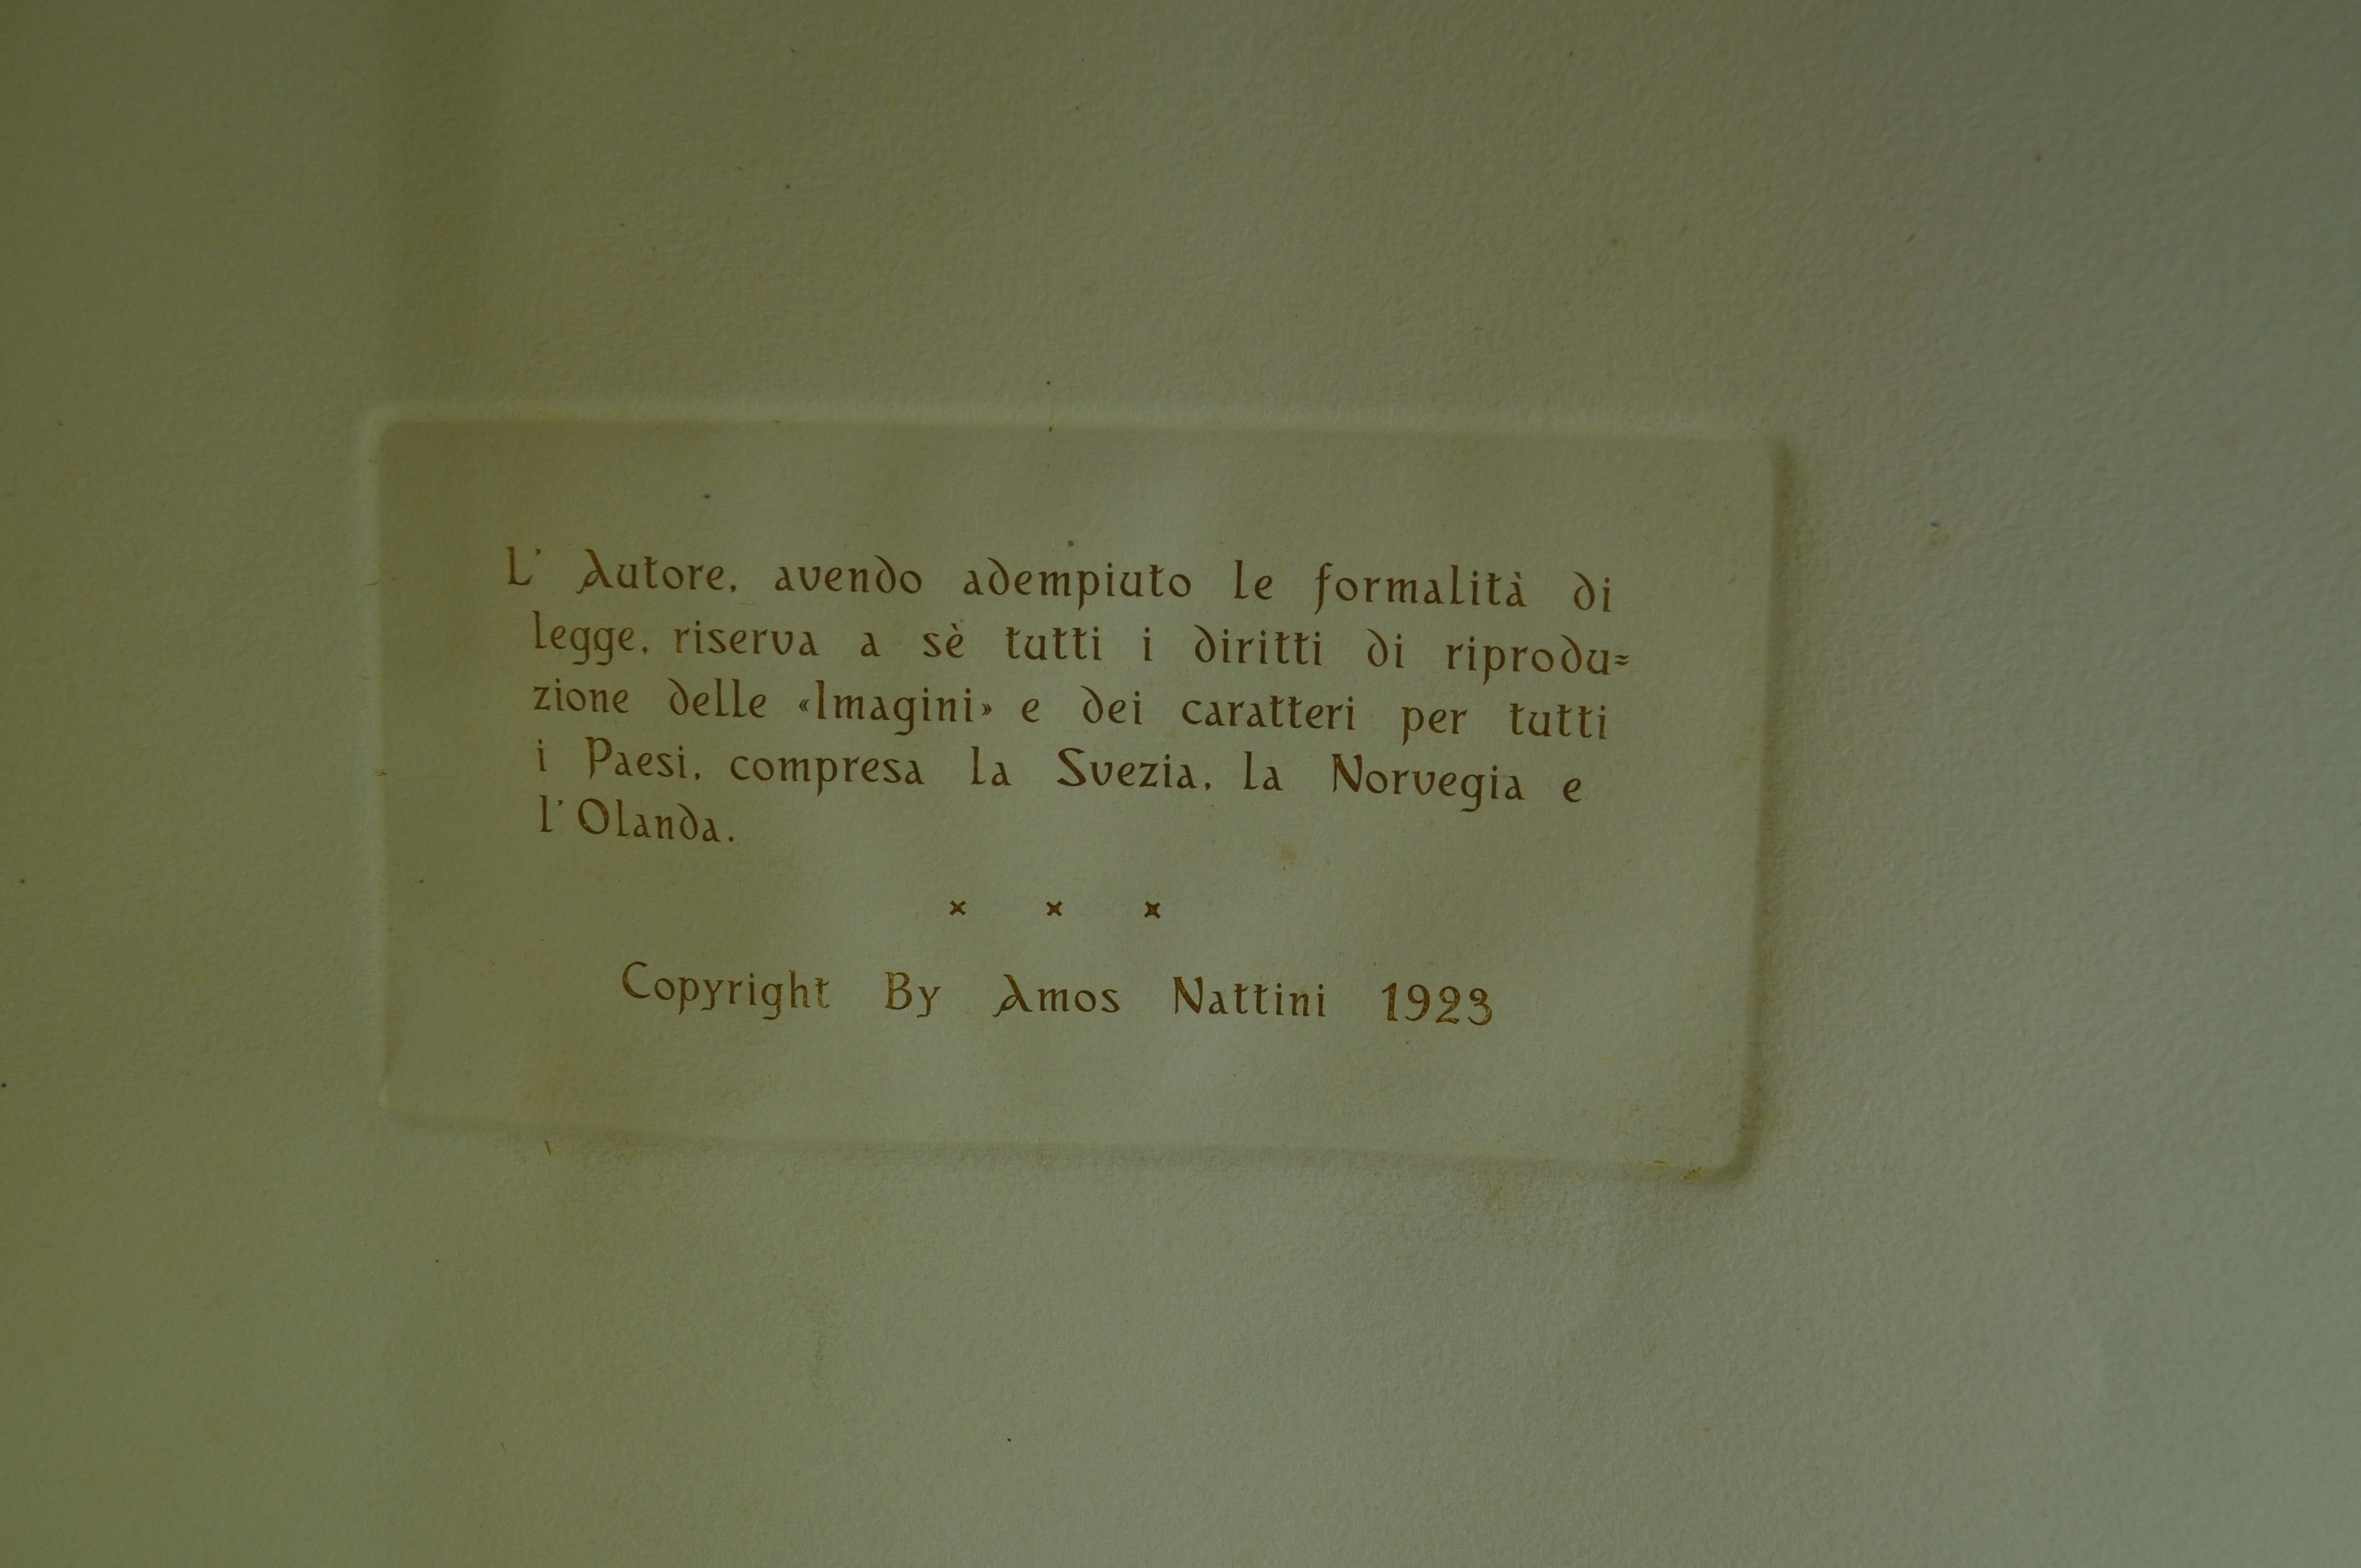 L' Autore, avendo adempiuto le formalità di
legge, riserva a sè tutti i diritti di riprodu=
zione delle «Imagini» e dei caratteri per tutti
i Paesi, compresa la Svezia, la Norvegia e
l'Olanda.
× × ×
Copyright By Amos Nattini 1923